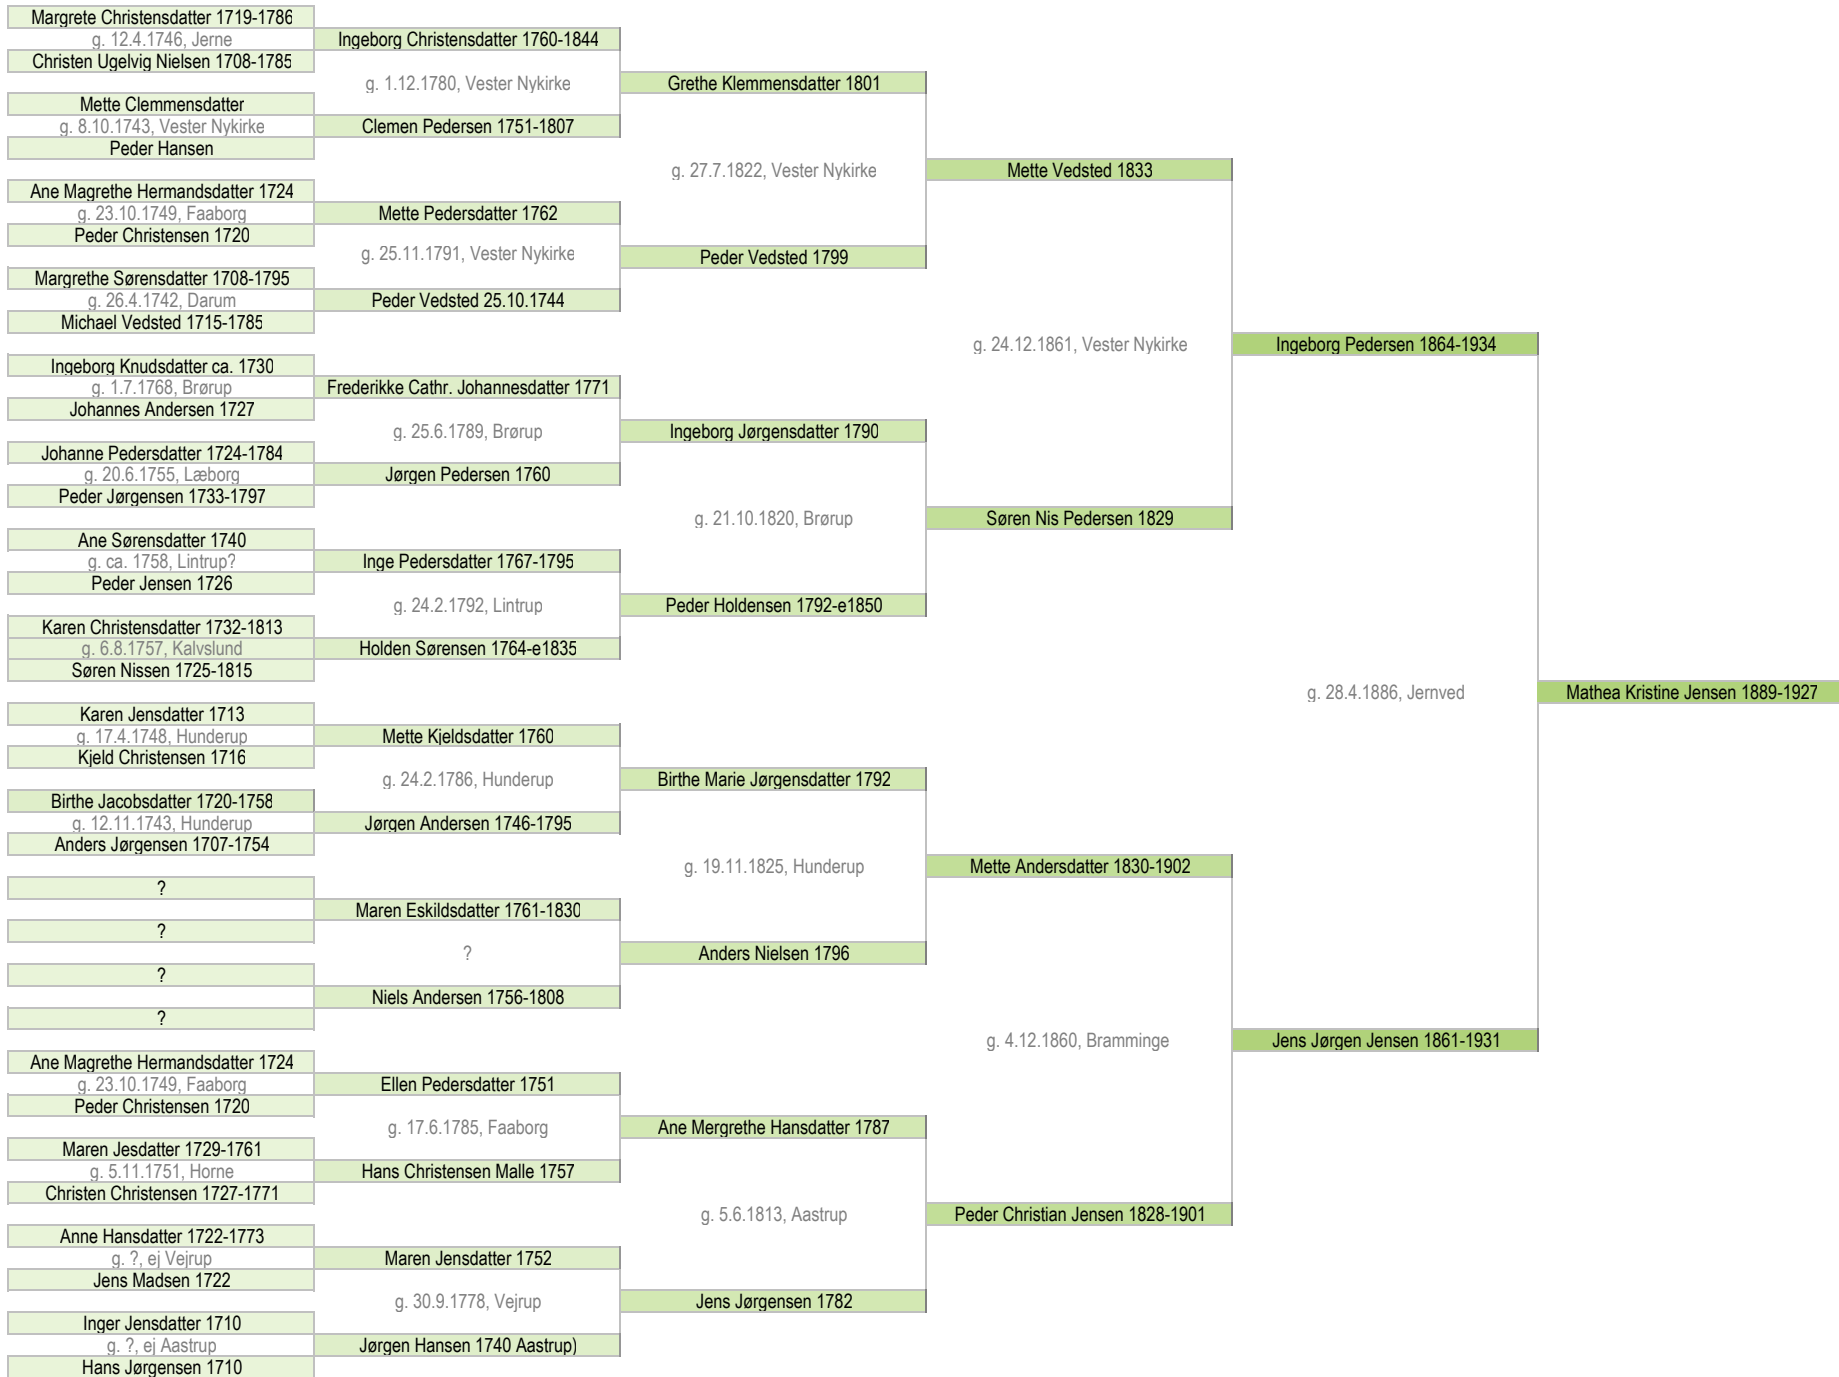 Margrete Christensdatter 1719-1786
g. 12.4.1746, Jerne
Christen Ugelvig Nielsen 1708-1785
Mette Clemmensdatter
g. 8.10.1743, Vester Nykirke
Peder Hansen
Ane Magrethe Hermandsdatter 1724
g. 23.10.1749, Faaborg
Peder Christensen 1720
Margrethe Sørensdatter 1708-1795
g. 26.4.1742, Darum
Michael Vedsted 1715-1785
Ingeborg Knudsdatter ca. 1730
g. 1.7.1768, Brørup
Johannes Andersen 1727
Johanne Pedersdatter 1724-1784
g. 20.6.1755, Læborg
Peder Jørgensen 1733-1797
Ane Sørensdatter 1740
g. ca. 1758, Lintrup?
Peder Jensen 1726
Karen Christensdatter 1732-1813
g. 6.8.1757, Kalvslund
Søren Nissen 1725-1815
Karen Jensdatter 1713
g. 17.4.1748, Hunderup
Kjeld Christensen 1716
Birthe Jacobsdatter 1720-1758
g. 12.11.1743, Hunderup
Anders Jørgensen 1707-1754
?
?
?
?
Ane Magrethe Hermandsdatter 1724
g. 23.10.1749, Faaborg
Peder Christensen 1720
Maren Jesdatter 1729-1761
g. 5.11.1751, Horne
Christen Christensen 1727-1771
Anne Hansdatter 1722-1773
g. ?, ej Vejrup
Jens Madsen 1722
Inger Jensdatter 1710
g. ?, ej Aastrup
Hans Jørgensen 1710
Ingeborg Christensdatter 1760-1844
g. 1.12.1780, Vester Nykirke
Clemen Pedersen 1751-1807
Mette Pedersdatter 1762
g. 25.11.1791, Vester Nykirke
Peder Vedsted 25.10.1744
Frederikke Cathr. Johannesdatter 1771
g. 25.6.1789, Brørup
Jørgen Pedersen 1760
Inge Pedersdatter 1767-1795
g. 24.2.1792, Lintrup
Holden Sørensen 1764-e1835
Mette Kjeldsdatter 1760
g. 24.2.1786, Hunderup
Jørgen Andersen 1746-1795
Maren Eskildsdatter 1761-1830
?
Niels Andersen 1756-1808
Ellen Pedersdatter 1751
g. 17.6.1785, Faaborg
Hans Christensen Malle 1757
Maren Jensdatter 1752
g. 30.9.1778, Vejrup
Jørgen Hansen 1740 Aastrup)
Grethe Klemmensdatter 1801
g. 27.7.1822, Vester Nykirke
Peder Vedsted 1799
Ingeborg Jørgensdatter 1790
g. 21.10.1820, Brørup
Peder Holdensen 1792-e1850
Birthe Marie Jørgensdatter 1792
g. 19.11.1825, Hunderup
Anders Nielsen 1796
Ane Mergrethe Hansdatter 1787
g. 5.6.1813, Aastrup
Jens Jørgensen 1782
Mette Vedsted 1833
g. 24.12.1861, Vester Nykirke
Søren Nis Pedersen 1829
Mette Andersdatter 1830-1902
g. 4.12.1860, Bramminge
Peder Christian Jensen 1828-1901
Ingeborg Pedersen 1864-1934
g. 28.4.1886, Jernved
Jens Jørgen Jensen 1861-1931
Mathea Kristine Jensen 1889-1927